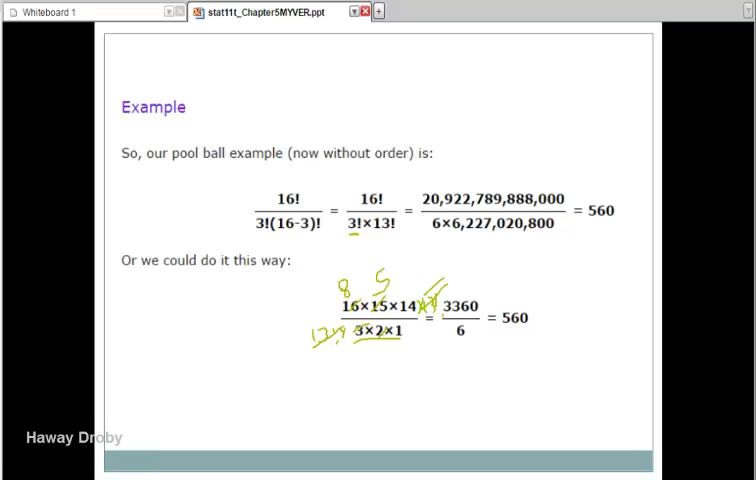 Whiteboard 1
stat11t_Chapter5MYVER.ppt
Example
So, our pool ball example (now without order) is:
16! / 3!(16-3)! = 16! / 3!×13! = 20,922,789,888,000 / 6×6,227,020,800 = 560
Or we could do it this way:
8 5
16×15×14 / 3×2×1 = 3360 / 6 = 560
Haway Droby